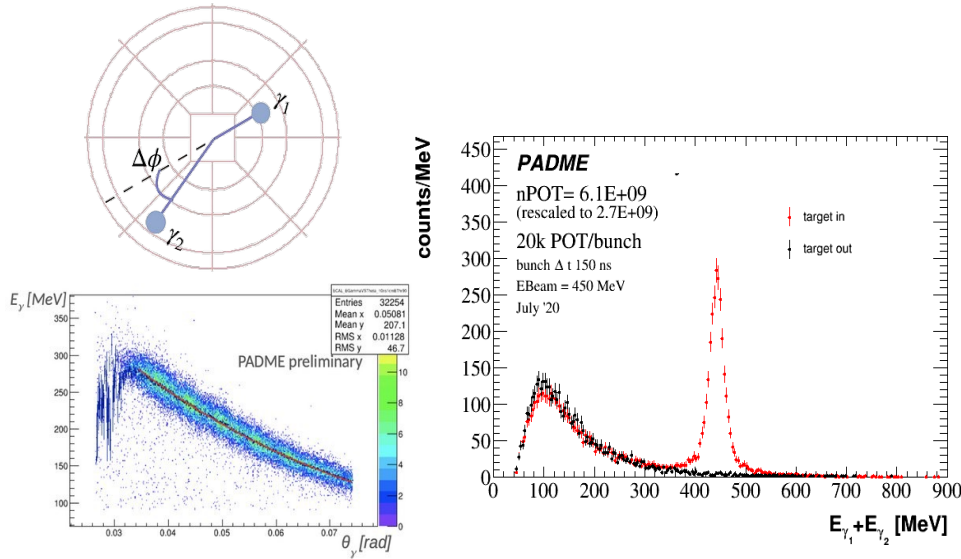 γ1
Δϕ
γ2
Eγ [MeV]
Entries 32254
Mean x 0.05081
Mean y 207.1
RMS x 0.01128
RMS y 46.7
PADME preliminary
350
300
250
200
150
100
10
8
6
4
2
0
0.03 0.04 0.05 0.06 0.07
θγ [rad]
counts/MeV
450
400
350
300
250
200
150
100
50
0
PADME
nPOT= 6.1E+09
(rescaled to 2.7E+09)
20k POT/bunch
bunch Δ t 150 ns
EBeam = 450 MeV
July '20
target in
target out
0 100 200 300 400 500 600 700 800 900
Eγ1+Eγ2 [MeV]